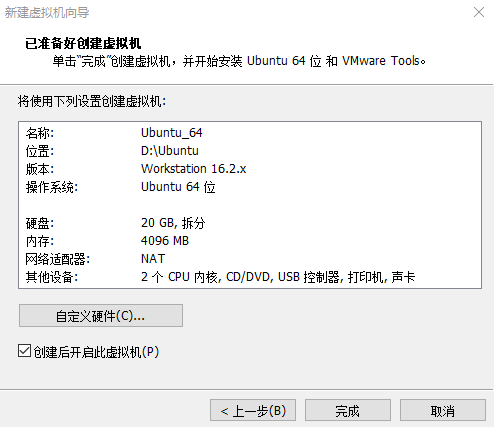 新建虚拟机向导
已准备好创建虚拟机
单击"完成"创建虚拟机，并开始安装 Ubuntu 64 位 和 VMware Tools。
将使用下列设置创建虚拟机:
名称: Ubuntu_64
位置: D:\Ubuntu
版本: Workstation 16.2.x
操作系统: Ubuntu 64 位
硬盘: 20 GB, 拆分
内存: 4096 MB
网络适配器: NAT
其他设备: 2 个 CPU 内核, CD/DVD, USB 控制器, 打印机, 声卡
自定义硬件(C)...
创建后开启此虚拟机(P)
< 上一步(B) 完成 取消